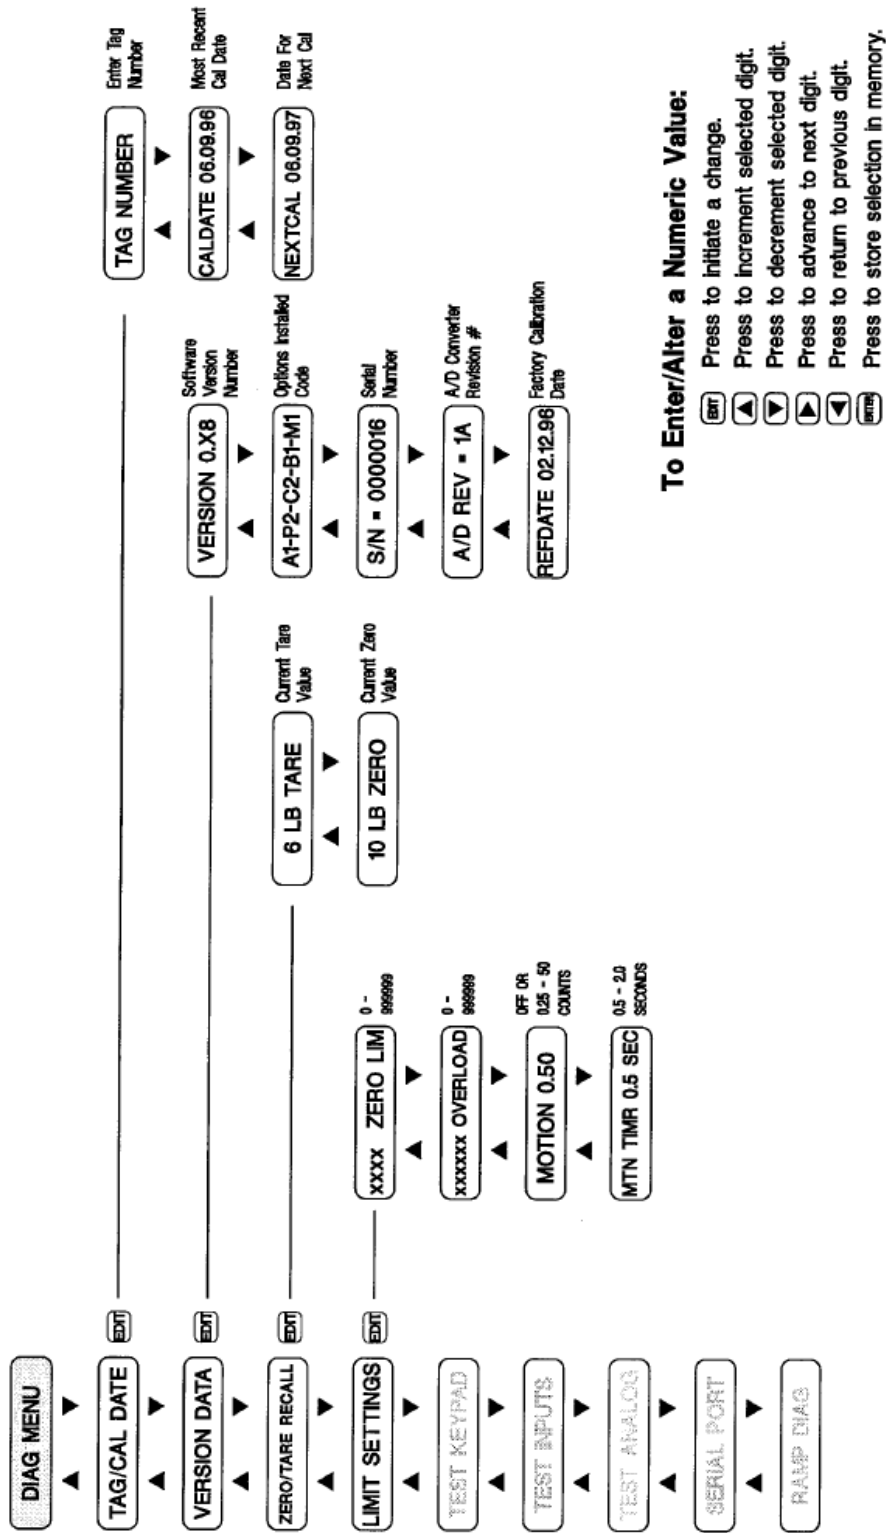 DIAG MENU
TAG/CAL DATE
EDIT
TAG NUMBER
Enter Tag
Number
CALDATE 06.09.96
Most Recent
Cal Date
NEXTCAL 06.09.97
Date For
Next Cal
VERSION DATA
EDIT
VERSION 0.X8
Software
Version
Number
A1-P2-C2-B1-M1
Options Installed
Code
S/N = 0000016
Serial
Number
A/D REV = 1A
A/D Converter
Revision #
REFDATE 02.12.96
Factory Calibration
Date
ZERO/TARE RECALL
EDIT
6 LB TARE
Current Tare
Value
10 LB ZERO
Current Zero
Value
LIMIT SETTINGS
EDIT
XXXX ZERO LIM
0 -
999999
XXXXXX OVERLOAD
0 -
999989
MOTION 0.50
OFF OR
0.25 - 50
COUNTS
MTN TIMR 0.5 SEC
0.5 - 2.0
SECONDS
TEST KEYPAD
TEST INPUTS
TEST ANALOG
SERIAL PORT
RAMP DIAG
To Enter/Alter a Numeric Value:
EXIT Press to initiate a change.
Press to increment selected digit.
Press to decrement selected digit.
Press to advance to next digit.
Press to return to previous digit.
ENTER Press to store selection in memory.